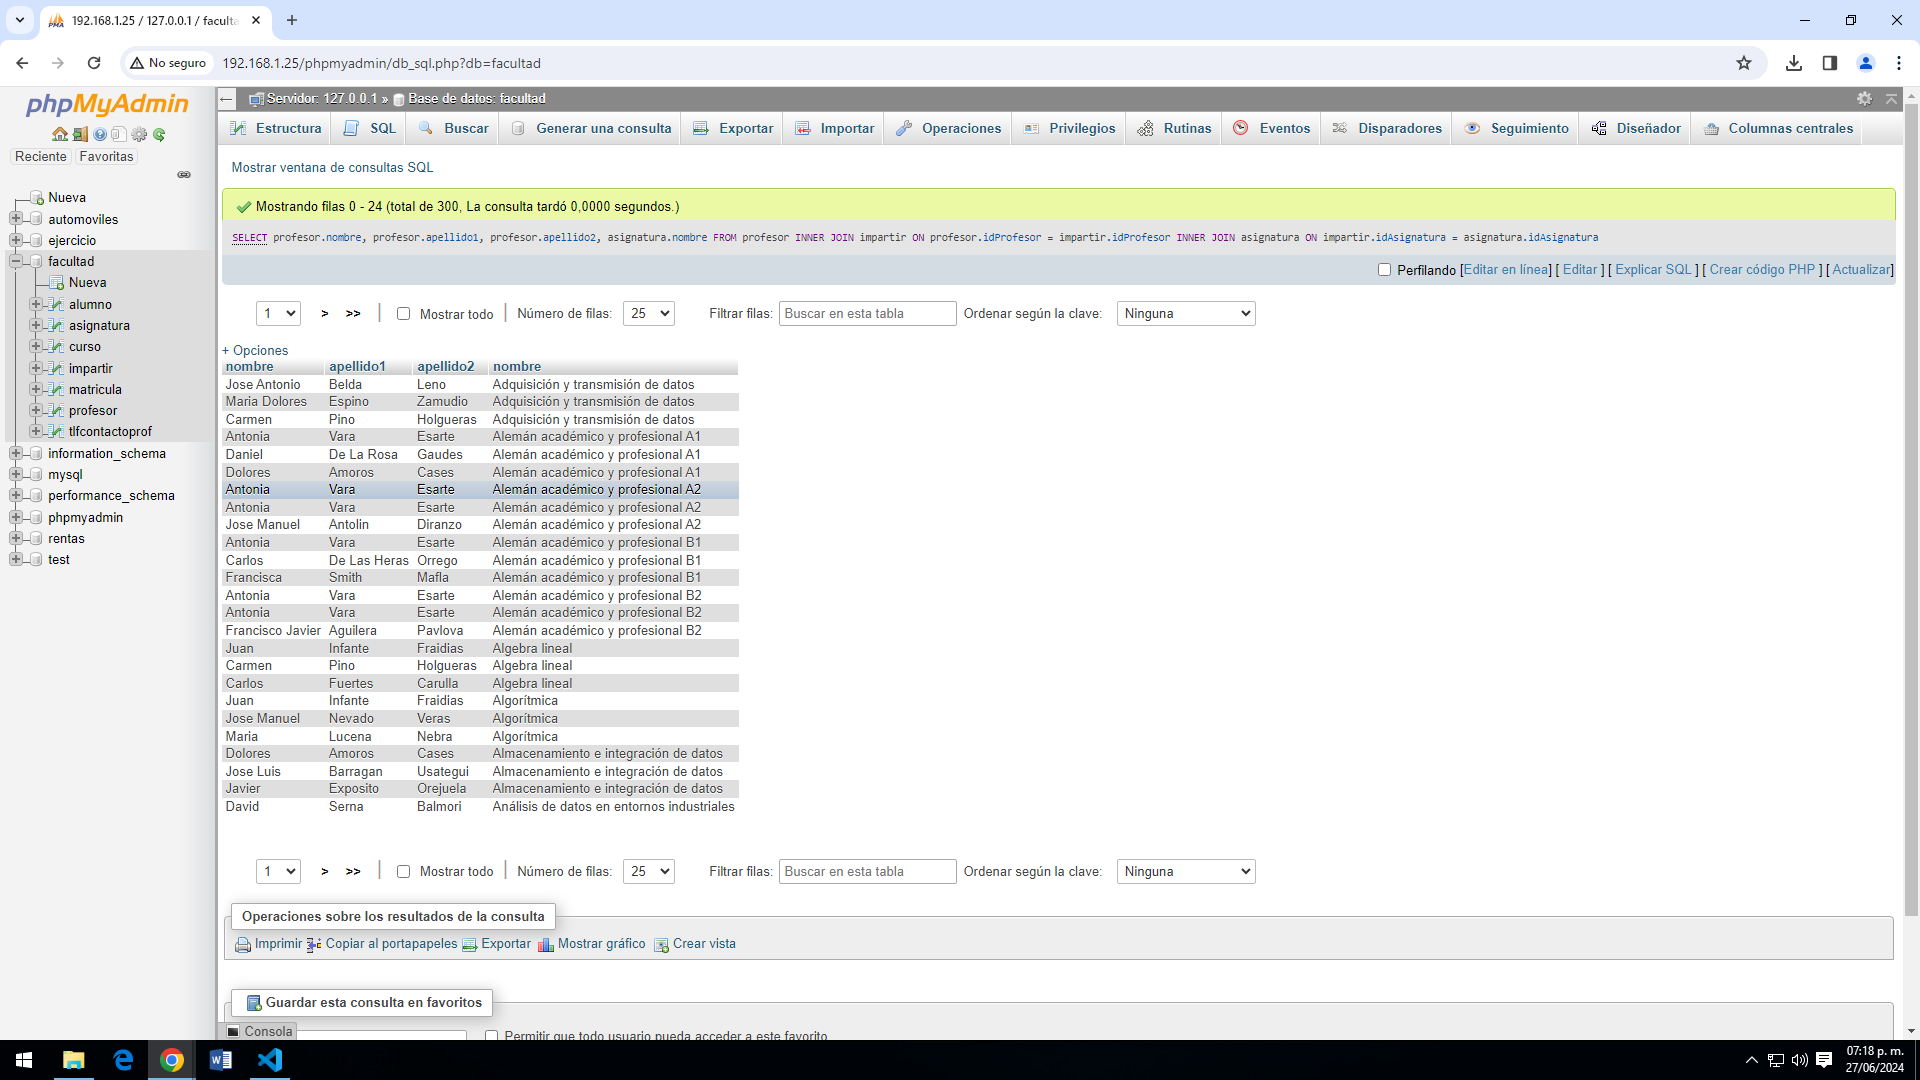 192.168.1.25 / 127.0.0.1 / faculta
No seguro
192.168.1.25/phpmyadmin/db_sql.php?db=facultad
phpMyAdmin
Reciente
Favoritas
Nueva
automoviles
ejercicio
facultad
Nueva
alumno
asignatura
curso
impartir
matricula
profesor
tlfcontactoprof
information_schema
mysql
performance_schema
phpmyadmin
rentas
test
Servidor: 127.0.0.1 » Base de datos: facultad
Estructura SQL Buscar Generar una consulta Exportar Importar Operaciones Privilegios Rutinas Eventos Disparadores Seguimiento Diseñador Columnas centrales
Mostrar ventana de consultas SQL
Mostrando filas 0 - 24 (total de 300, La consulta tardó 0,0000 segundos.)
SELECT profesor.nombre, profesor.apellido1, profesor.apellido2, asignatura.nombre FROM profesor INNER JOIN impartir ON profesor.idProfesor = impartir.idProfesor INNER JOIN asignatura ON impartir.idAsignatura = asignatura.idAsignatura
Perfilando [Editar en línea] [ Editar ] [ Explicar SQL ] [ Crear código PHP ] [ Actualizar]
1 > >> | Mostrar todo | Número de filas: 25 Filtrar filas: Buscar en esta tabla Ordenar según la clave: Ninguna
+ Opciones
nombre apellido1 apellido2 nombre
Jose Antonio Belda Leno Adquisición y transmisión de datos
Maria Dolores Espino Zamudio Adquisición y transmisión de datos
Carmen Pino Holgueras Adquisición y transmisión de datos
Antonia Vara Esarte Alemán académico y profesional A1
Daniel De La Rosa Gaudes Alemán académico y profesional A1
Dolores Amoros Cases Alemán académico y profesional A1
Antonia Vara Esarte Alemán académico y profesional A2
Antonia Vara Esarte Alemán académico y profesional A2
Jose Manuel Antolin Diranzo Alemán académico y profesional A2
Antonia Vara Esarte Alemán académico y profesional B1
Carlos De Las Heras Orrego Alemán académico y profesional B1
Francisca Smith Mafla Alemán académico y profesional B1
Antonia Vara Esarte Alemán académico y profesional B2
Antonia Vara Esarte Alemán académico y profesional B2
Francisco Javier Aguilera Pavlova Alemán académico y profesional B2
Juan Infante Fraidias Algebra lineal
Carmen Pino Holgueras Algebra lineal
Carlos Fuertes Carulla Algebra lineal
Juan Infante Fraidias Algorítmica
Jose Manuel Nevado Veras Algorítmica
Maria Lucena Nebra Algorítmica
Dolores Amoros Cases Almacenamiento e integración de datos
Jose Luis Barragan Usategui Almacenamiento e integración de datos
Javier Exposito Orejuela Almacenamiento e integración de datos
David Serna Balmori Análisis de datos en entornos industriales
1 > >> | Mostrar todo | Número de filas: 25 Filtrar filas: Buscar en esta tabla Ordenar según la clave: Ninguna
Operaciones sobre los resultados de la consulta
Imprimir Copiar al portapapeles Exportar Mostrar gráfico Crear vista
Guardar esta consulta en favoritos
Consola
Permitir que todo usuario pueda acceder a este favorito
07:18 p. m.
27/06/2024